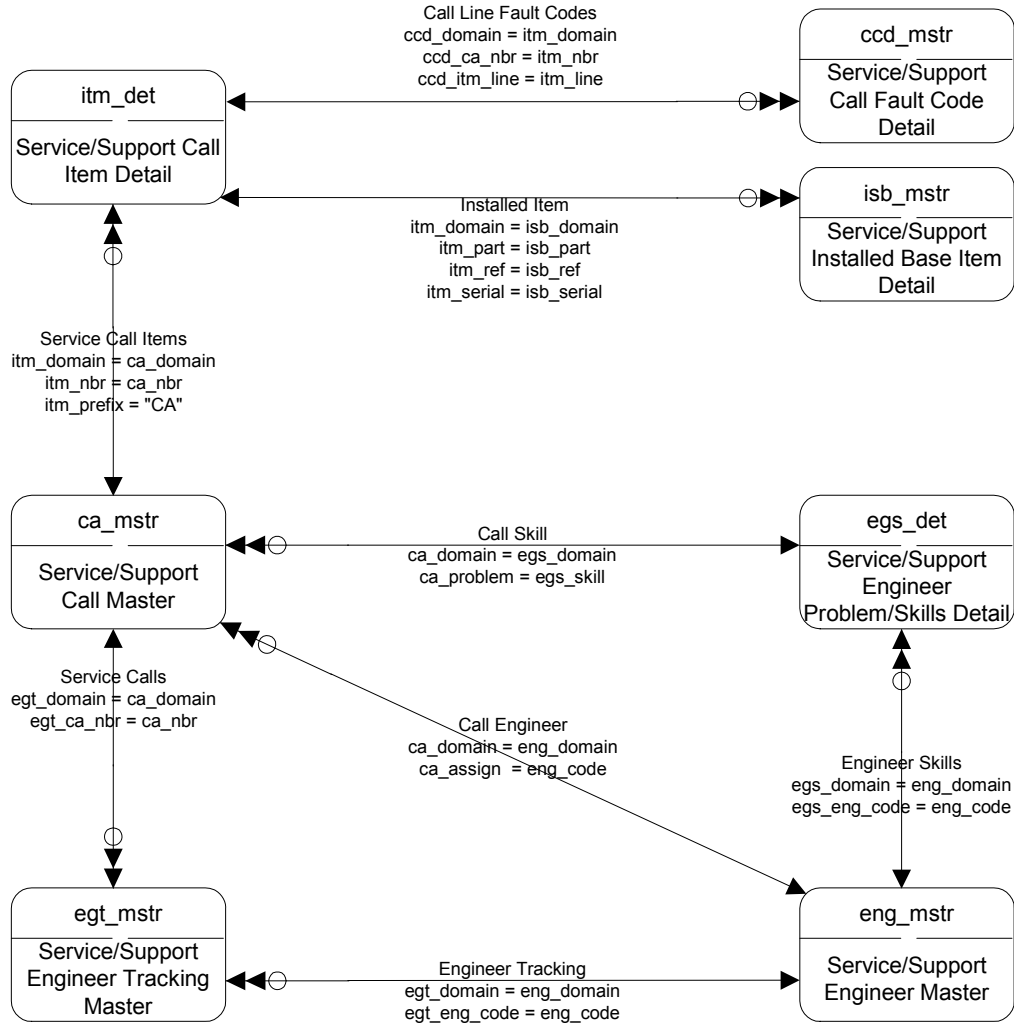 Call Line Fault Codes
ccd_domain = itm_domain
ccd_ca_nbr = itm_nbr
ccd_itm_line = itm_line
ccd_mstr
Service/Support
Call Fault Code
Detail
itm_det
Service/Support Call
Item Detail
Installed Item
itm_domain = isb_domain
itm_part = isb_part
itm_ref = isb_ref
itm_serial = isb_serial
isb_mstr
Service/Support
Installed Base Item
Detail
Service Call Items
itm_domain = ca_domain
itm_nbr = ca_nbr
itm_prefix = "CA"
ca_mstr
Service/Support
Call Master
Call Skill
ca_domain = egs_domain
ca_problem = egs_skill
egs_det
Service/Support
Engineer
Problem/Skills Detail
Service Calls
egt_domain = ca_domain
egt_ca_nbr = ca_nbr
Call Engineer
ca_domain = eng_domain
ca_assign = eng_code
Engineer Skills
egs_domain = eng_domain
egs_eng_code = eng_code
egt_mstr
Service/Support
Engineer Tracking
Master
Engineer Tracking
egt_domain = eng_domain
egt_eng_code = eng_code
eng_mstr
Service/Support
Engineer Master